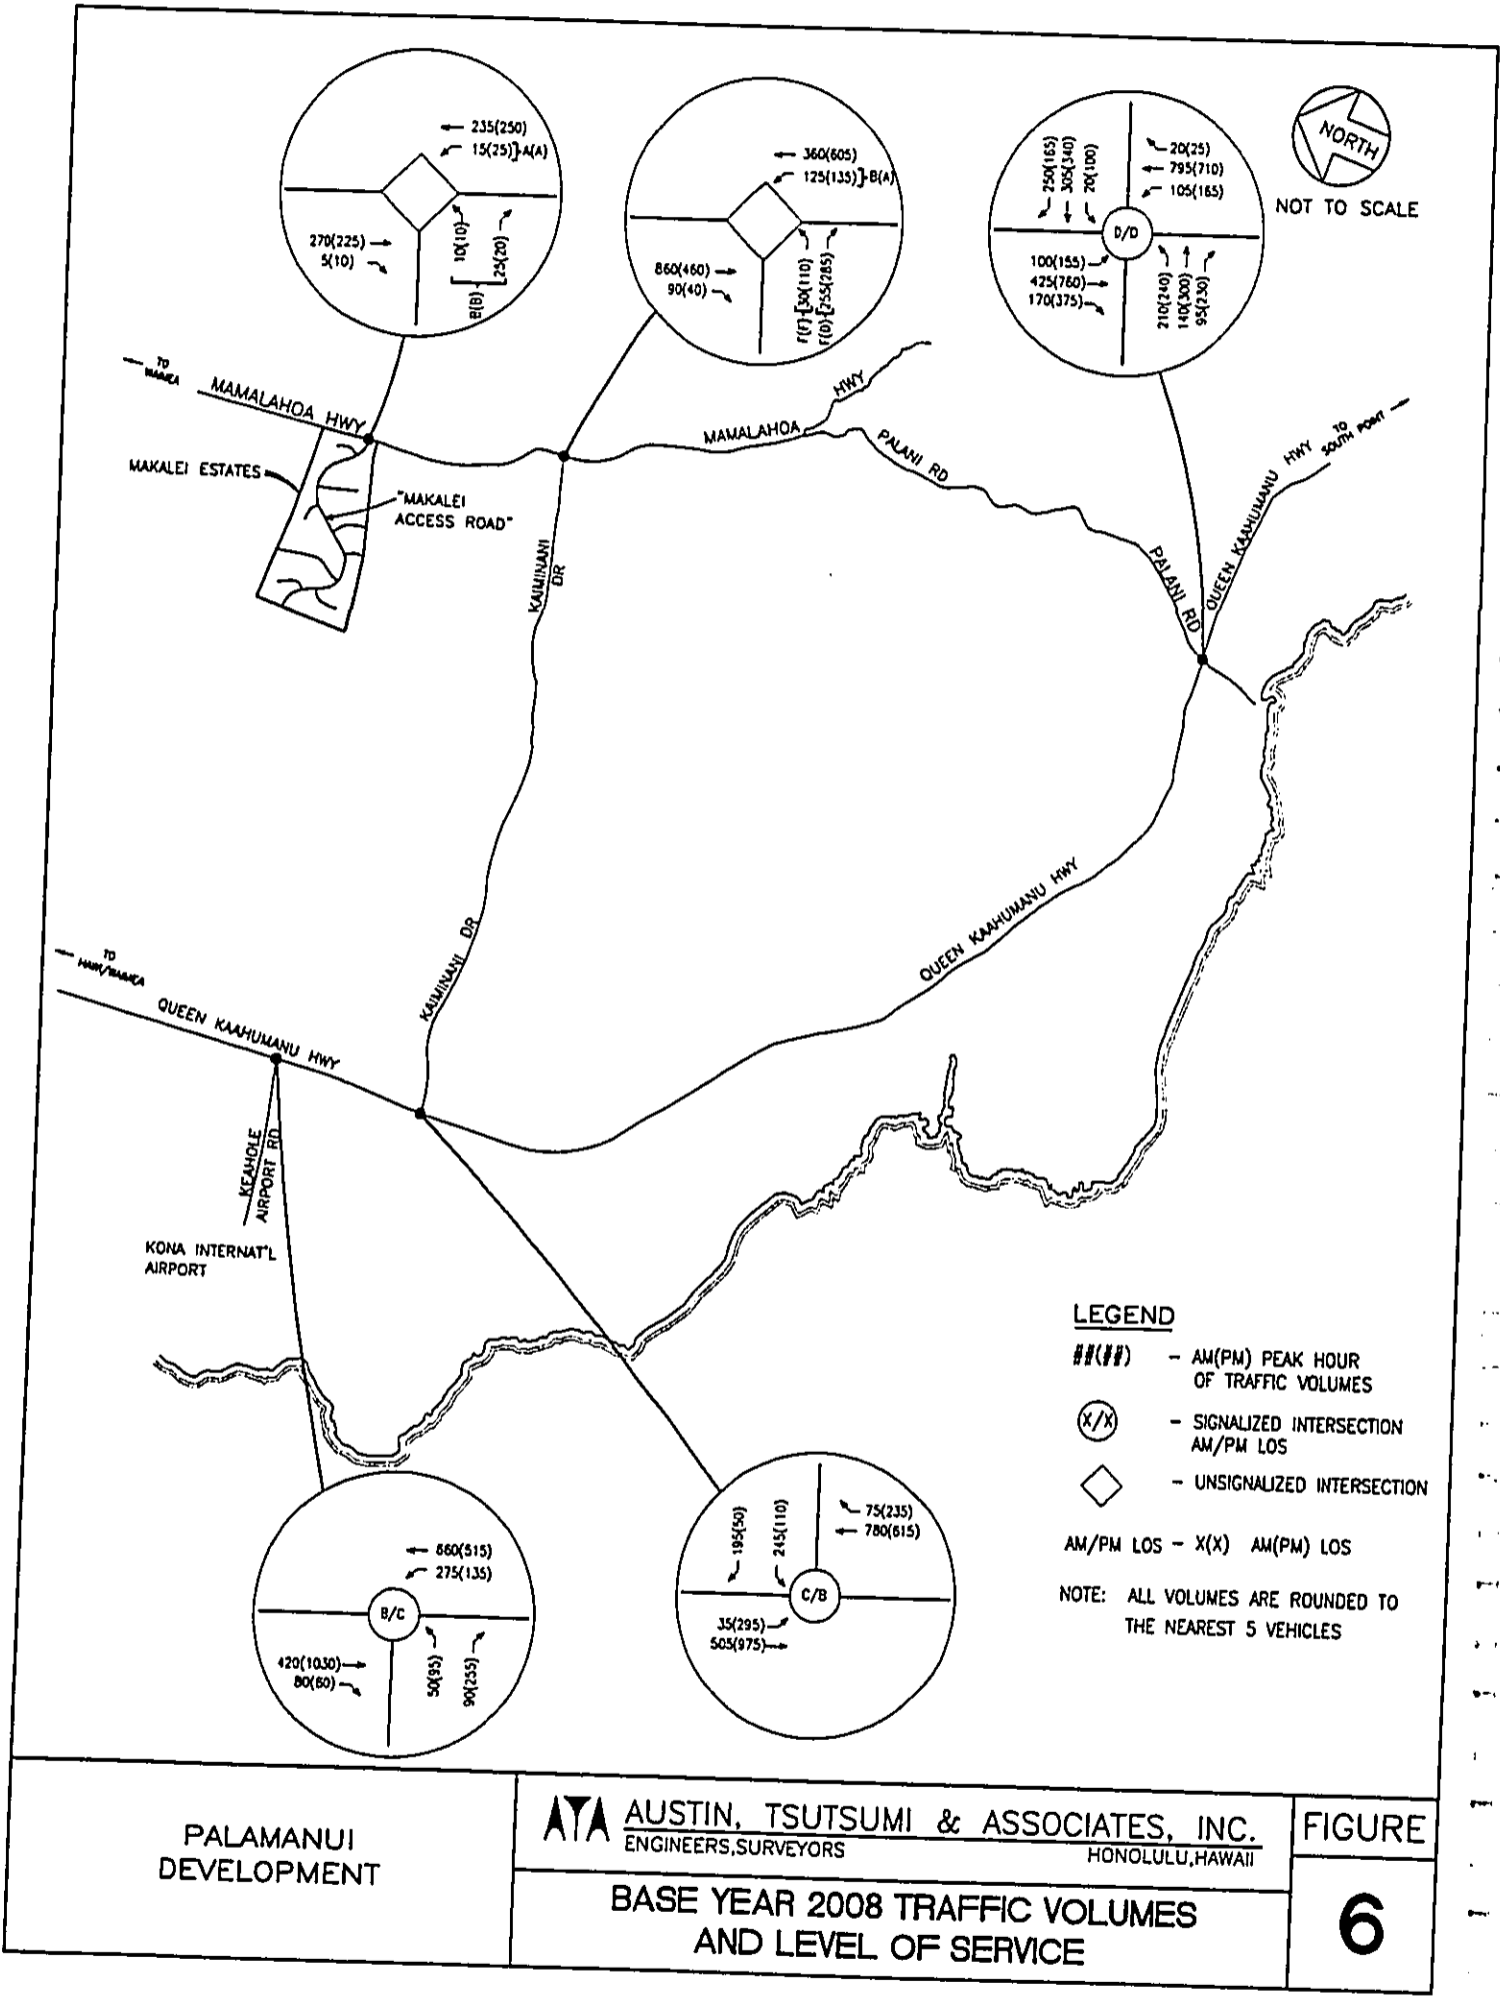 235(250)
15(25)]-A(A)
270(225)
5(10)
10(10)
25(20)
B(B)
360(605)
125(135)]-B(A)
860(460)
90(40)
F(F)-[30(110)
F(D)-[255(285)
250(165)
305(340)
20(100)
20(25)
795(710)
105(165)
D/D
100(155)
425(760)
170(375)
210(240)
140(300)
95(230)
NORTH
NOT TO SCALE
TO
WAIMEA
MAMALAHOA HWY
MAKALEI ESTATES
"MAKALEI
ACCESS ROAD"
KAIMINANI
DR
MAMALAHOA
HWY
PALANI RD
PALANI RD
QUEEN KAAHUMANU HWY
TO
SOUTH POINT
TO
HAWI/WAIMEA
QUEEN KAAHUMANU HWY
KAIMINANI DR
QUEEN KAAHUMANU HWY
KEAHOLE
AIRPORT RD
KONA INTERNAT'L
AIRPORT
LEGEND
##(##) - AM(PM) PEAK HOUR
OF TRAFFIC VOLUMES
X/X - SIGNALIZED INTERSECTION
AM/PM LOS
- UNSIGNALIZED INTERSECTION
AM/PM LOS - X(X) AM(PM) LOS
NOTE: ALL VOLUMES ARE ROUNDED TO
THE NEAREST 5 VEHICLES
275(135)
B/C
420(1030)
50(95)
90(255)
195(50)
245(110)
75(235)
780(615)
C/B
35(295)
505(975)
PALAMANUI
DEVELOPMENT
ATA AUSTIN, TSUTSUMI & ASSOCIATES, INC.
ENGINEERS,SURVEYORS HONOLULU,HAWAII
BASE YEAR 2008 TRAFFIC VOLUMES
AND LEVEL OF SERVICE
FIGURE
6